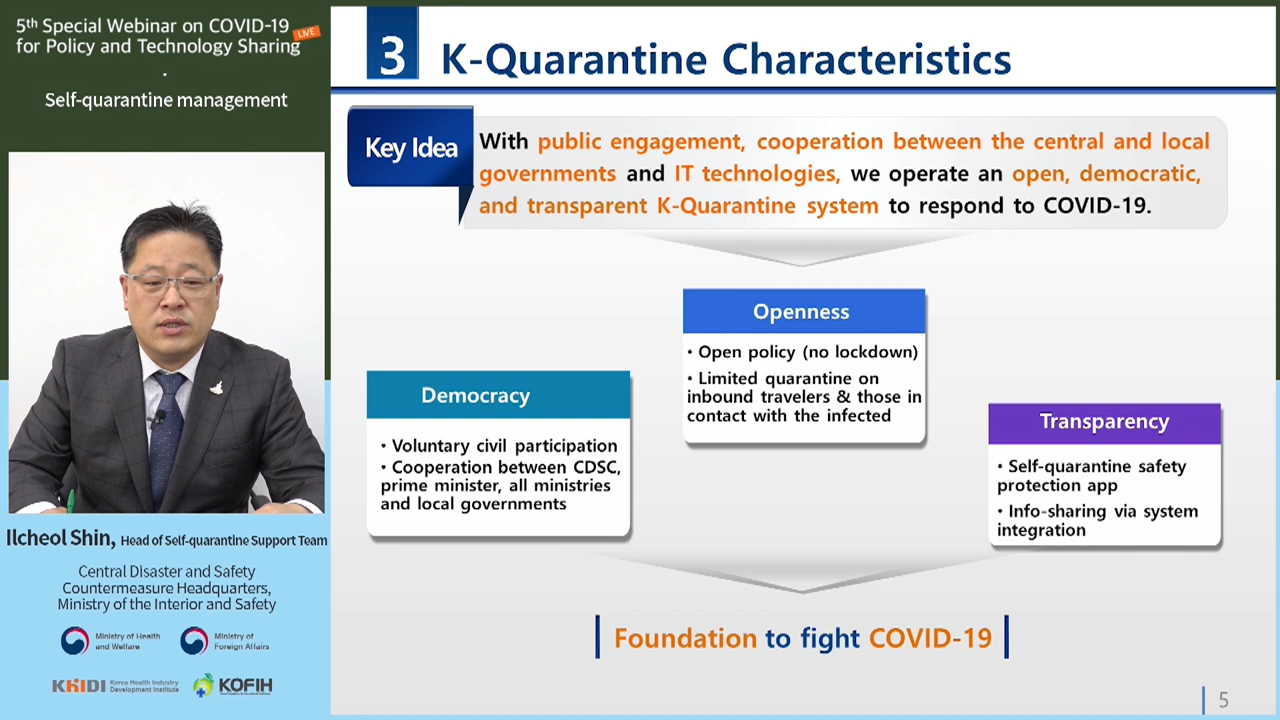 5th Special Webinar on COVID-19
for Policy and Technology Sharing
LIVE
Self-quarantine management
Ilcheol Shin, Head of Self-quarantine Support Team
Central Disaster and Safety
Countermeasure Headquarters,
Ministry of the Interior and Safety
Ministry of Health
and Welfare
Ministry of
Foreign Affairs
KHIDI
Korea Health Industry
Development Institute
KOFIH
3
K-Quarantine Characteristics
Key Idea
With public engagement, cooperation between the central and local
governments and IT technologies, we operate an open, democratic,
and transparent K-Quarantine system to respond to COVID-19.
Democracy
• Voluntary civil participation
• Cooperation between CDSC,
prime minister, all ministries
and local governments
Openness
• Open policy (no lockdown)
• Limited quarantine on
inbound travelers & those in
contact with the infected
Transparency
• Self-quarantine safety
protection app
• Info-sharing via system
integration
Foundation to fight COVID-19
5